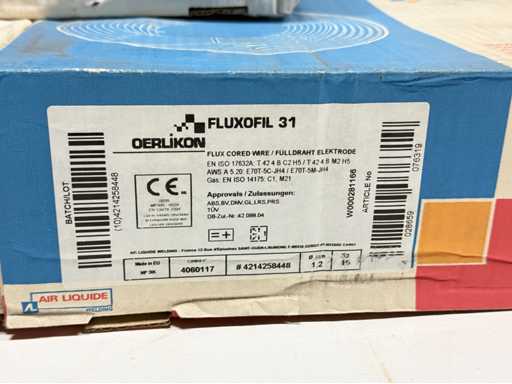 OERLIKON
FLUXOFIL 31
FLUX CORED WIRE / FÜLLDRAHT ELEKTRODE
EN ISO 17632A: T 42 4 B C2 H5 / T 42 4 B M2 H5
AWS A 5.20: E70T-5C-JH4 / E70T-5M-JH4
Gas: EN ISO 14175: C1, M21
Approvals / Zulassungen:
ABS,BV,DNV,GL,LRS,PRS
TÜV
DB-Zul.-Nr.:42.
CE
BATCH/LOT
(10)4214258448
ARTICLE No
W000281166
076319
028659
Made in EU
4060117
# 4214258448
1,2
AIR LIQUIDE
WELDING